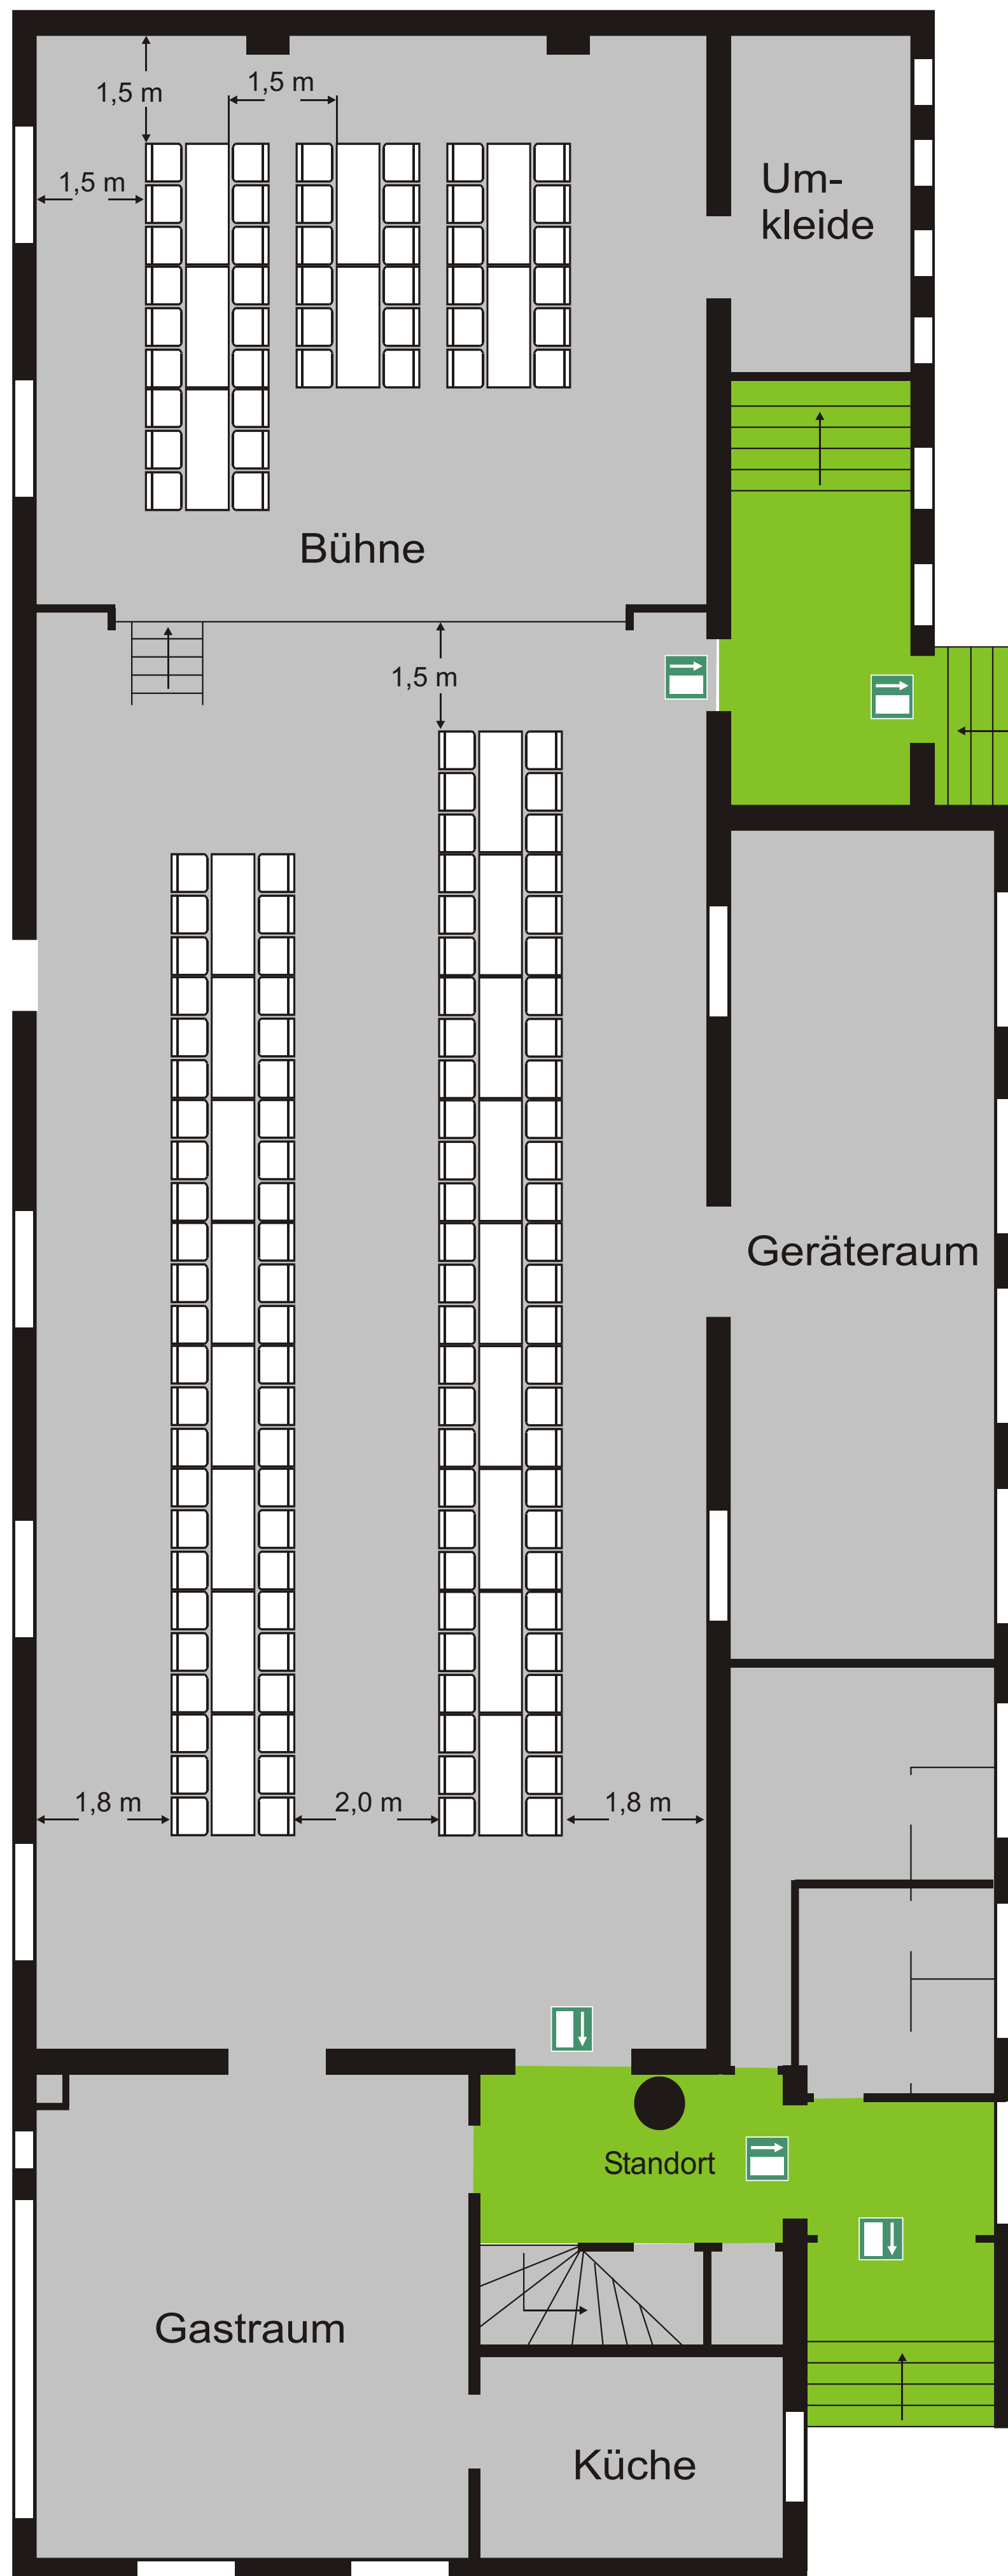 1,5 m
1,5 m
1,5 m
Um-
kleide
Bühne
1,5 m
Geräteraum
1,8 m
2,0 m
1,8 m
Standort
Gastraum
Küche